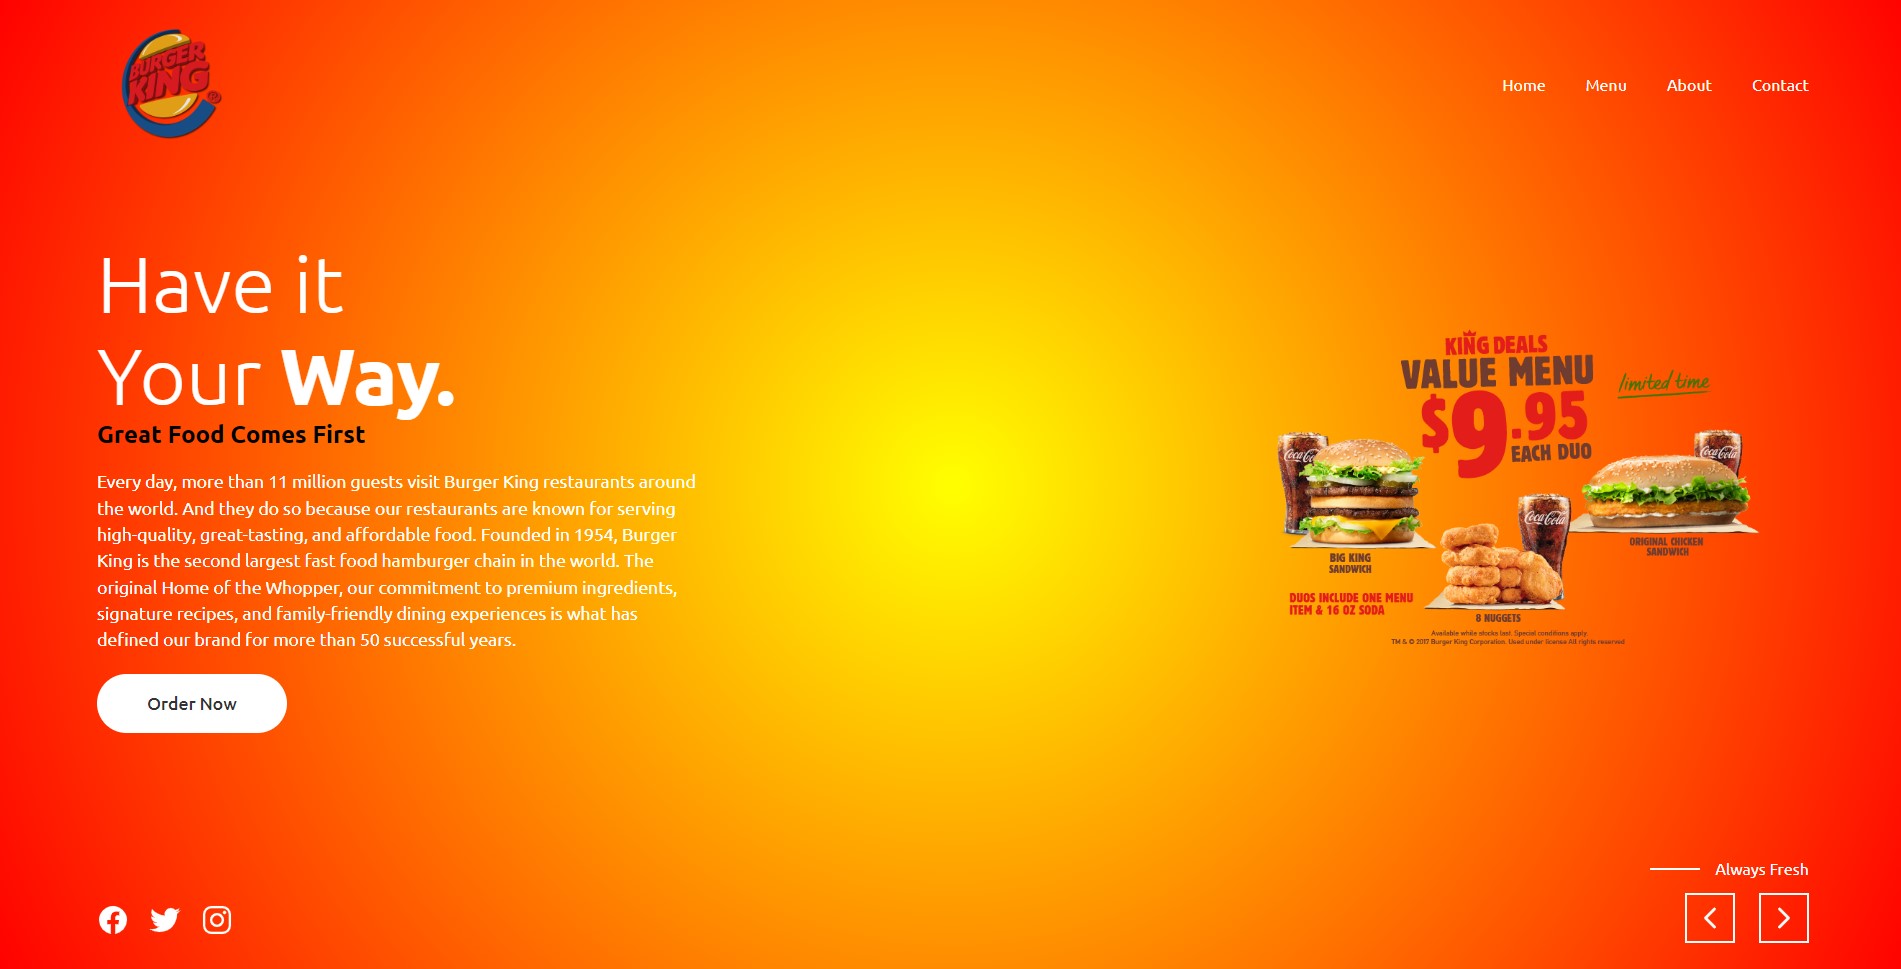 BURGER
KING
®
Home
Menu
About
Contact
Have it
Your Way.
Great Food Comes First
Every day, more than 11 million guests visit Burger King restaurants around
the world. And they do so because our restaurants are known for serving
high-quality, great-tasting, and affordable food. Founded in 1954, Burger
King is the second largest fast food hamburger chain in the world. The
original Home of the Whopper, our commitment to premium ingredients,
signature recipes, and family-friendly dining experiences is what has
defined our brand for more than 50 successful years.
Order Now
KING DEALS
VALUE MENU
limited time
$9.95
EACH DUO
Coca-Cola
Coca-Cola
Coca-Cola
BIG KING
SANDWICH
ORIGINAL CHICKEN
SANDWICH
DUOS INCLUDE ONE MENU
ITEM & 16 OZ SODA
8 NUGGETS
Available while stocks last. Special conditions apply
TM & © 2017 Burger King Corporation. Used under license All rights reserved
Always Fresh